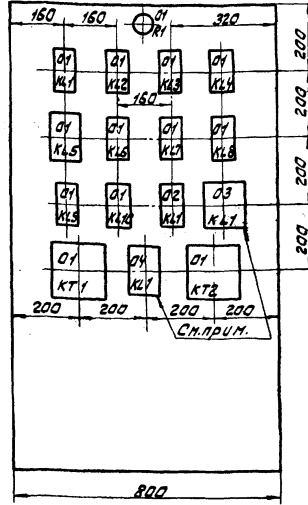 160 160 320
01
R1
200
01 01 01 01
KL1 KL2 KL3 KL4
160
200
01 01 01 01
KL5 KL6 KL7 KL8
200
01 01 02 03
KL9 KL10 KL1 KL1
200
01 04 01
KT1 KL1 KT2
См.прим.
200 200 200 200
800